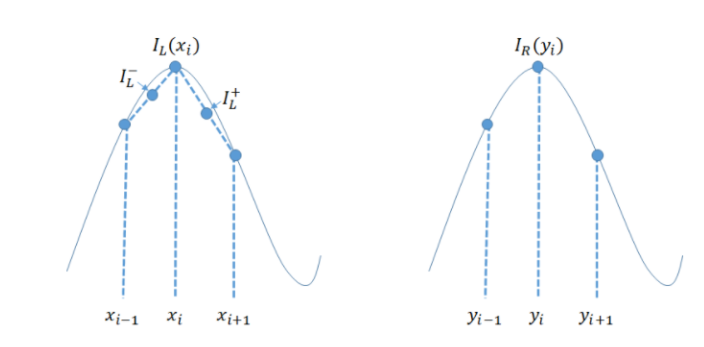 I_L(x_i)
I_L^-
I_L^+
x_{i-1} x_i x_{i+1}
I_R(y_i)
y_{i-1} y_i y_{i+1}